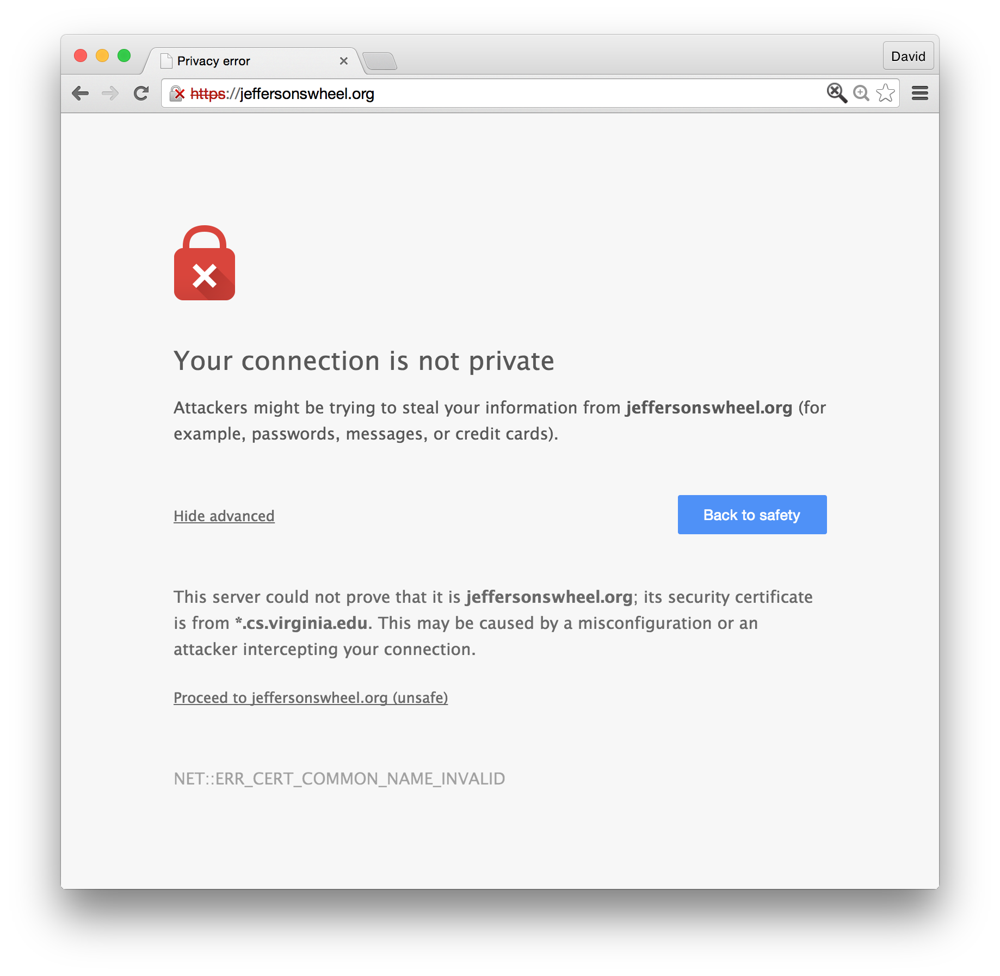 Privacy error
David
https://jeffersonswheel.org
Your connection is not private
Attackers might be trying to steal your information from jeffersonswheel.org (for
example, passwords, messages, or credit cards).
Hide advanced
Back to safety
This server could not prove that it is jeffersonswheel.org; its security certificate
is from *.cs.virginia.edu. This may be caused by a misconfiguration or an
attacker intercepting your connection.
Proceed to jeffersonswheel.org (unsafe)
NET::ERR_CERT_COMMON_NAME_INVALID